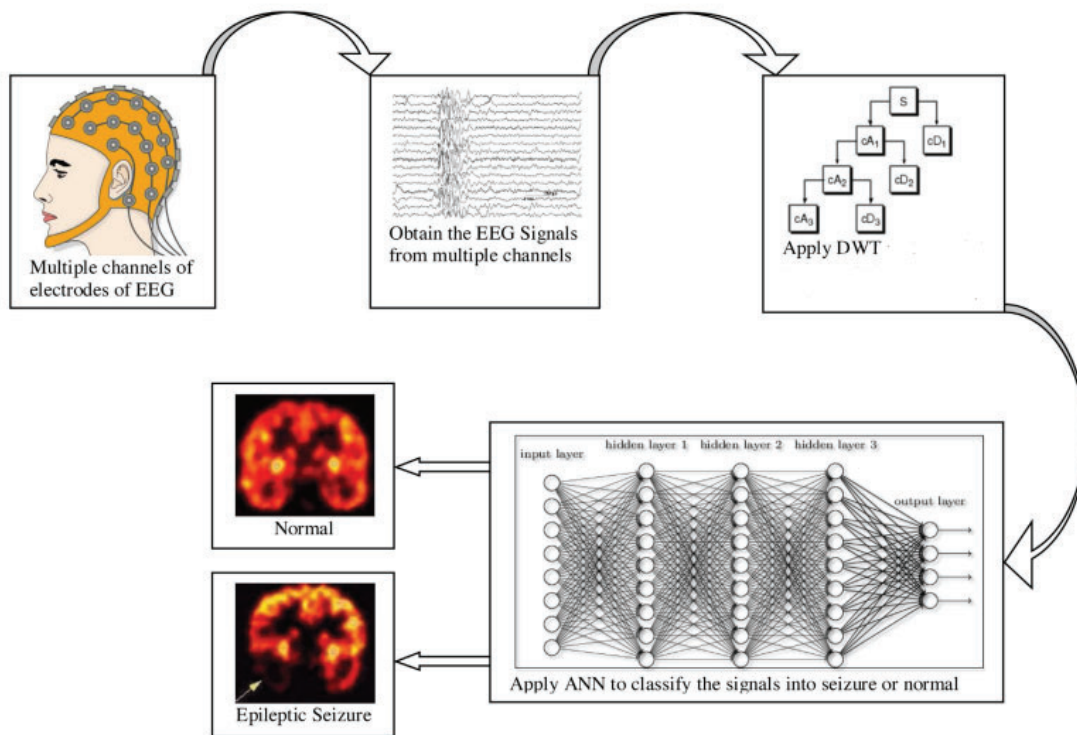 Multiple channels of
electrodes of EEG
Obtain the EEG Signals
from multiple channels
S
cA₁
cD₁
cA₂
cD₂
cA₃
cD₃
Apply DWT
input layer
hidden layer 1
hidden layer 2
hidden layer 3
output layer
Apply ANN to classify the signals into seizure or normal
Normal
Epileptic Seizure